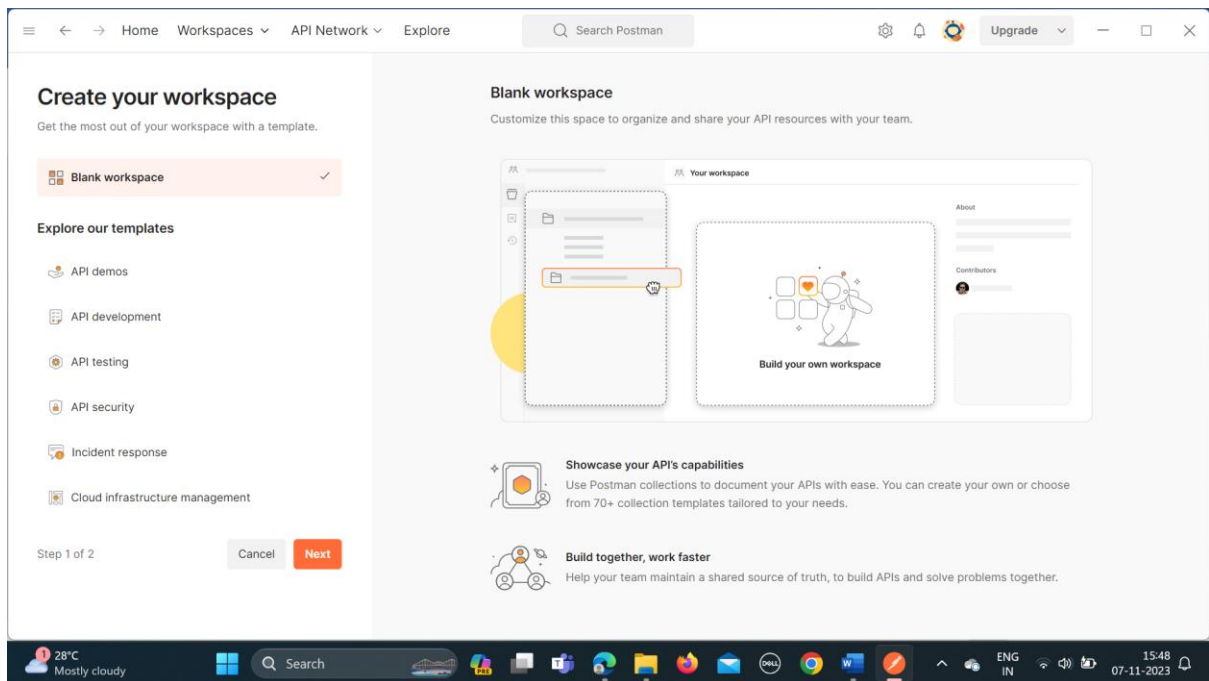 Home Workspaces API Network Explore Search Postman Upgrade
Create your workspace
Get the most out of your workspace with a template.
Blank workspace
Explore our templates
API demos
API development
API testing
API security
Incident response
Cloud infrastructure management
Step 1 of 2 Cancel Next
Blank workspace
Customize this space to organize and share your API resources with your team.
Your workspace
About
Contributors
Build your own workspace
Showcase your API's capabilities
Use Postman collections to document your APIs with ease. You can create your own or choose
from 70+ collection templates tailored to your needs.
Build together, work faster
Help your team maintain a shared source of truth, to build APIs and solve problems together.
1 28°C
Mostly cloudy
Search
PRE
DELL
ENG
IN
15:48
07-11-2023